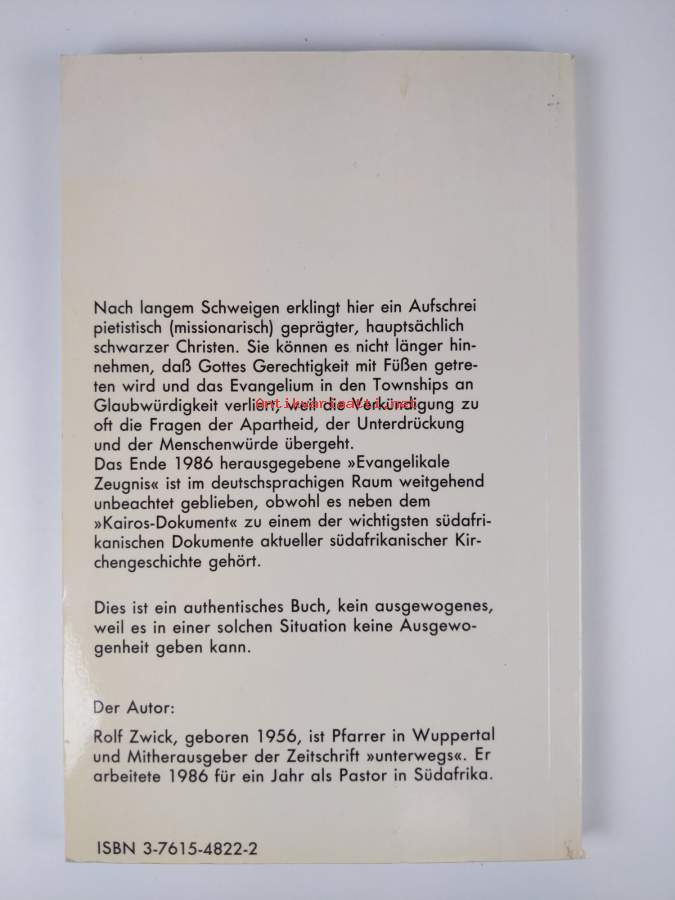 Nach langem Schweigen erklingt hier ein Aufschrei
pietistisch (missionarisch) geprägter, hauptsächlich
schwarzer Christen. Sie können es nicht länger hin-
nehmen, daß Gottes Gerechtigkeit mit Füßen getre-
ten wird und das Evangelium in den Townships an
Glaubwürdigkeit verliert, weil die Verkündigung zu
antikvariaatti.net
oft die Fragen der Apartheid, der Unterdrückung
und der Menschenwürde übergeht.
Das Ende 1986 herausgegebene »Evangelikale
Zeugnis« ist im deutschsprachigen Raum weitgehend
unbeachtet geblieben, obwohl es neben dem
»Kairos-Dokument« zu einem der wichtigsten südafri-
kanischen Dokumente aktueller südafrikanischer Kir-
chengeschichte gehört.
Dies ist ein authentisches Buch, kein ausgewogenes,
weil es in einer solchen Situation keine Ausgewo-
genheit geben kann.
Der Autor:
Rolf Zwick, geboren 1956, ist Pfarrer in Wuppertal
und Mitherausgeber der Zeitschrift »unterwegs«. Er
arbeitete 1986 für ein Jahr als Pastor in Südafrika.
ISBN 3-7615-4822-2